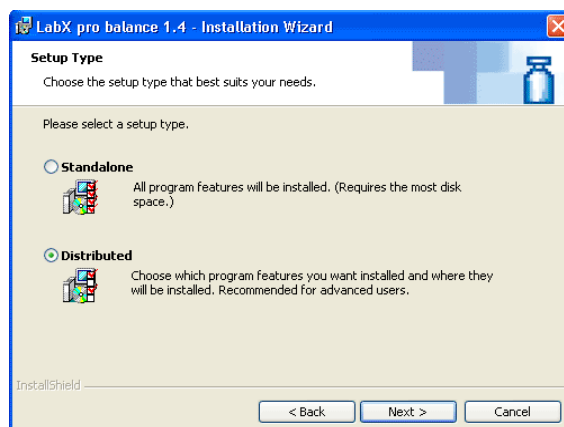 LabX pro balance 1.4 - Installation Wizard
Setup Type
Choose the setup type that best suits your needs.
Please select a setup type.
Standalone
All program features will be installed. (Requires the most disk
space.)
Distributed
Choose which program features you want installed and where they
will be installed. Recommended for advanced users.
InstallShield
< Back Next > Cancel